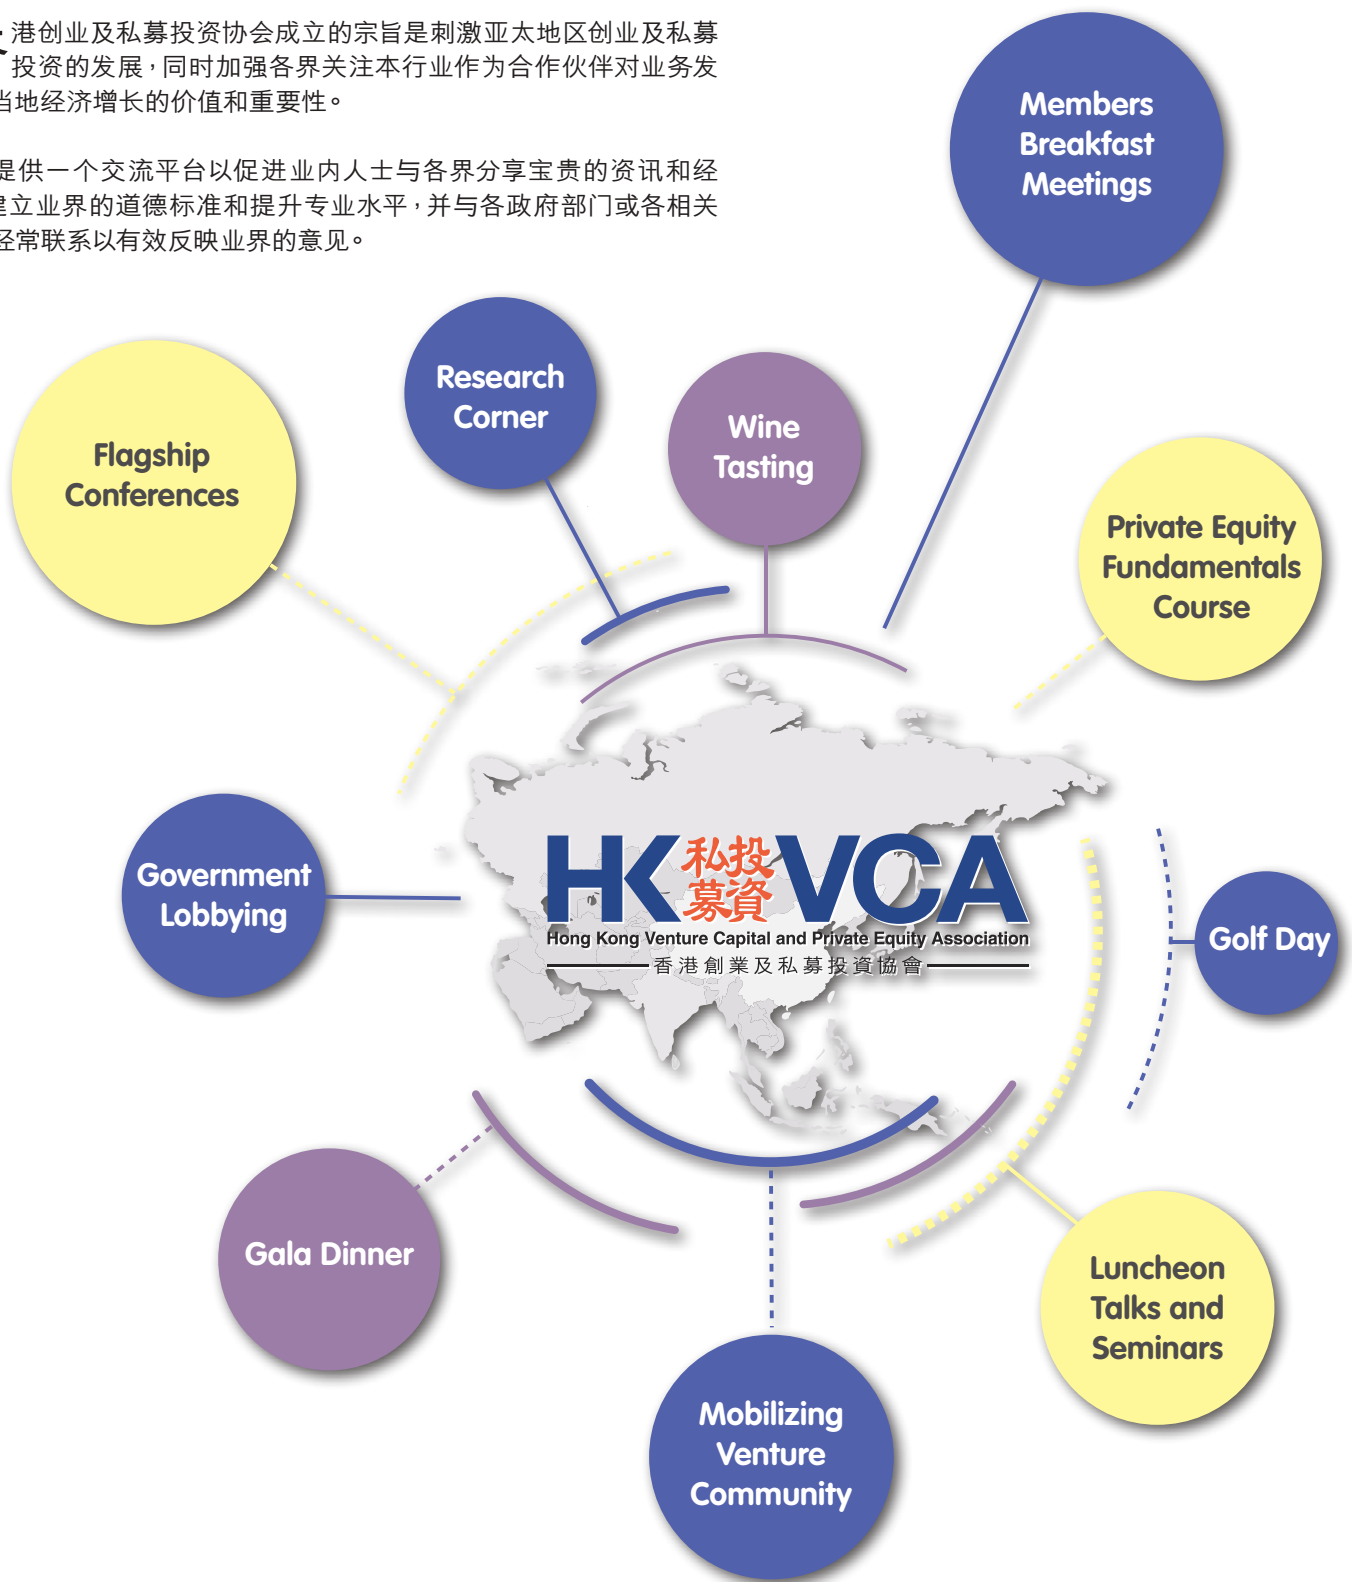 港创业及私募投资协会成立的宗旨是刺激亚太地区创业及私募
投资的发展，同时加强各界关注本行业作为合作伙伴对业务发
当地经济增长的价值和重要性。
提供一个交流平台以促进业内人士与各界分享宝贵的资讯和经
建立业界的道德标准和提升专业水平，并与各政府部门或各相关
经常联系以有效反映业界的意见。
Members
Breakfast
Meetings
Research
Corner
Wine
Tasting
Flagship
Conferences
Private Equity
Fundamentals
Course
HK私募投資VCA
Hong Kong Venture Capital and Private Equity Association
香港創業及私募投資協會
Government
Lobbying
Golf Day
Gala Dinner
Luncheon
Talks and
Seminars
Mobilizing
Venture
Community